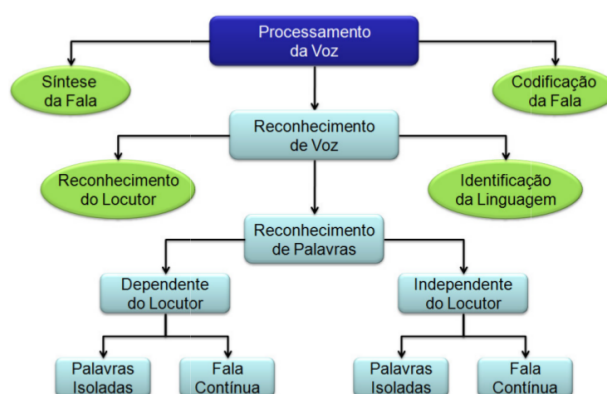 Processamento
da Voz
Síntese
da Fala
Codificação
da Fala
Reconhecimento
de Voz
Reconhecimento
do Locutor
Identificação
da Linguagem
Reconhecimento
de Palavras
Dependente
do Locutor
Independente
do Locutor
Palavras
Isoladas
Fala
Contínua
Palavras
Isoladas
Fala
Contínua